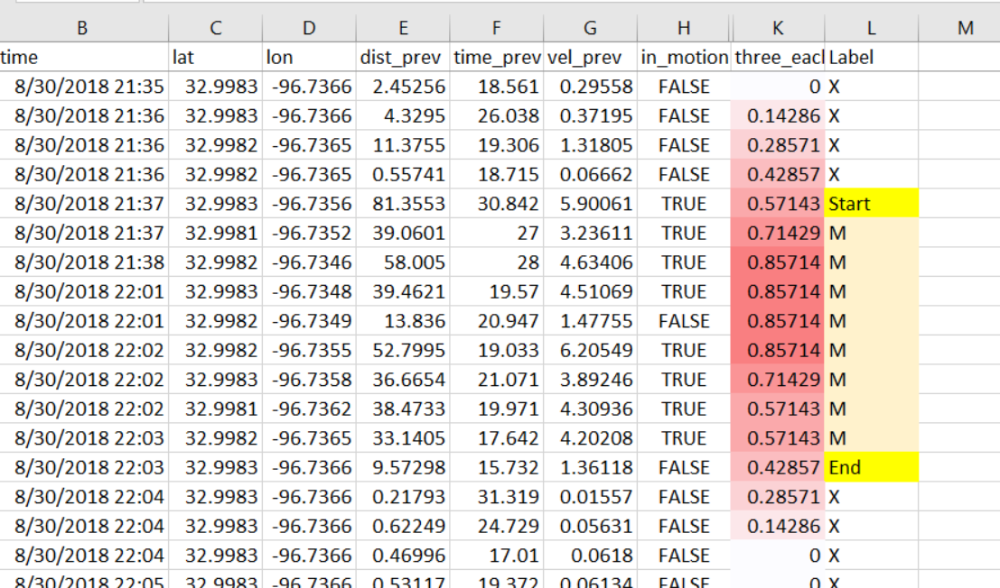 B C D E F G H K L M
time lat lon dist_prev time_prev vel_prev in_motion three_eacl Label
8/30/2018 21:35 32.9983 -96.7366 2.45256 18.561 0.29558 FALSE 0 X
8/30/2018 21:36 32.9983 -96.7366 4.3295 26.038 0.37195 FALSE 0.14286 X
8/30/2018 21:36 32.9982 -96.7365 11.3755 19.306 1.31805 FALSE 0.28571 X
8/30/2018 21:36 32.9982 -96.7365 0.55741 18.715 0.06662 FALSE 0.42857 X
8/30/2018 21:37 32.9983 -96.7356 81.3553 30.842 5.90061 TRUE 0.57143 Start
8/30/2018 21:37 32.9981 -96.7352 39.0601 27 3.23611 TRUE 0.71429 M
8/30/2018 21:38 32.9982 -96.7346 58.005 28 4.63406 TRUE 0.85714 M
8/30/2018 22:01 32.9983 -96.7348 39.4621 19.57 4.51069 TRUE 0.85714 M
8/30/2018 22:01 32.9982 -96.7349 13.836 20.947 1.47755 FALSE 0.85714 M
8/30/2018 22:02 32.9982 -96.7355 52.7995 19.033 6.20549 TRUE 0.85714 M
8/30/2018 22:02 32.9983 -96.7358 36.6654 21.071 3.89246 TRUE 0.71429 M
8/30/2018 22:02 32.9981 -96.7362 38.4733 19.971 4.30936 TRUE 0.57143 M
8/30/2018 22:03 32.9982 -96.7365 33.1405 17.642 4.20208 TRUE 0.57143 M
8/30/2018 22:03 32.9983 -96.7366 9.57298 15.732 1.36118 FALSE 0.42857 End
8/30/2018 22:04 32.9983 -96.7366 0.21793 31.319 0.01557 FALSE 0.28571 X
8/30/2018 22:04 32.9983 -96.7366 0.62249 24.729 0.05631 FALSE 0.14286 X
8/30/2018 22:04 32.9983 -96.7366 0.46996 17.01 0.0618 FALSE 0 X
8/30/2018 22:05 32.9983 -96.7366 0.53117 19.372 0.06134 FALSE 0 X